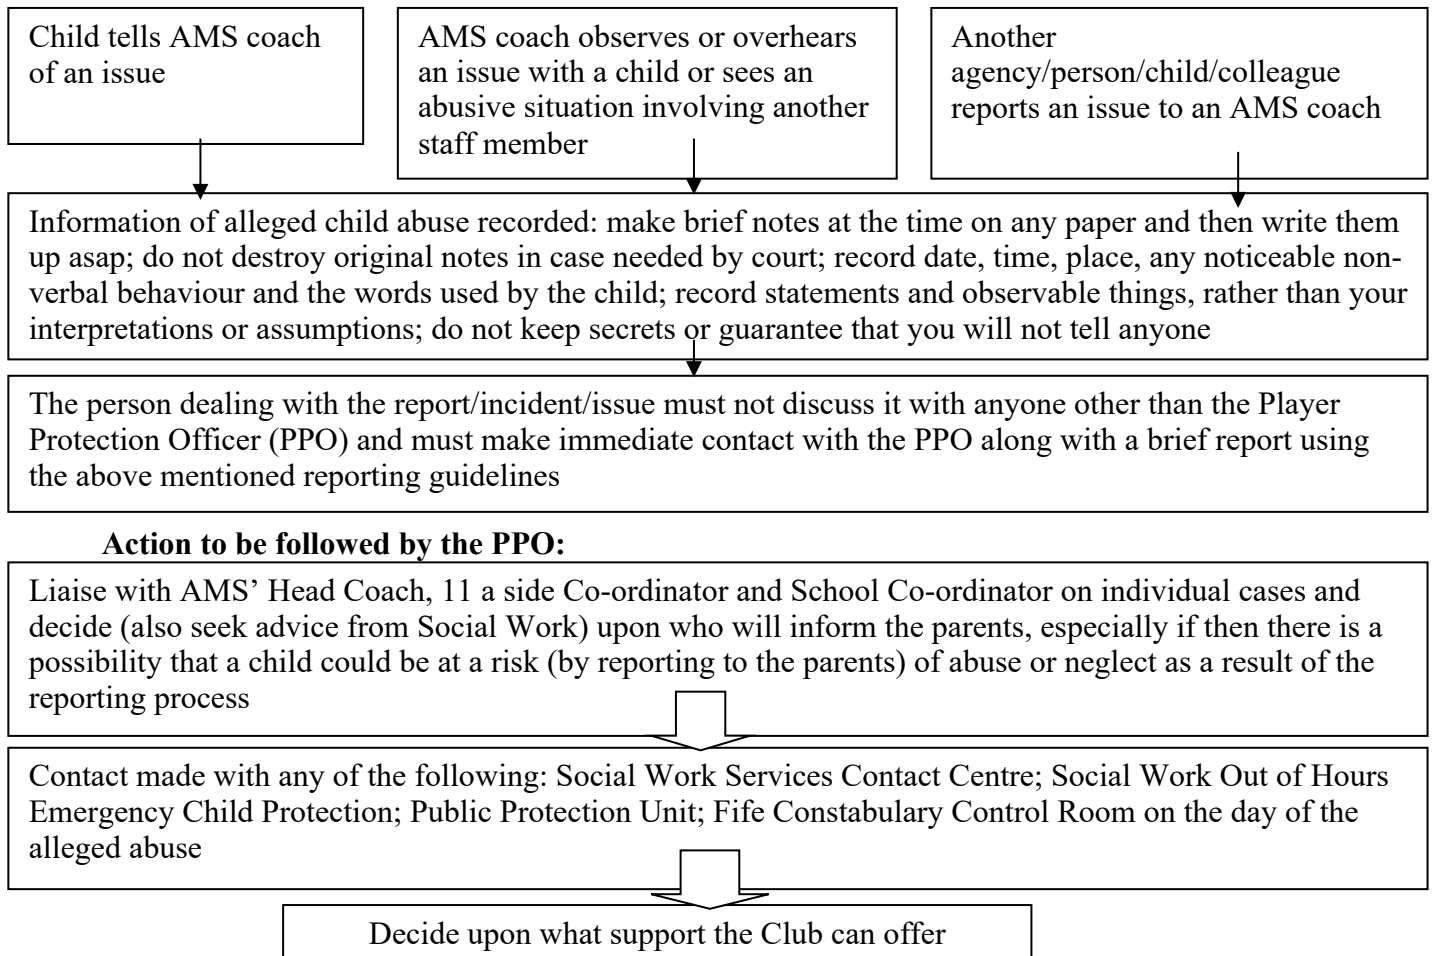 Child tells AMS coach
of an issue
AMS coach observes or overhears
an issue with a child or sees an
abusive situation involving another
staff member
Another
agency/person/child/colleague
reports an issue to an AMS coach
Information of alleged child abuse recorded: make brief notes at the time on any paper and then write them
up asap; do not destroy original notes in case needed by court; record date, time, place, any noticeable non-
verbal behaviour and the words used by the child; record statements and observable things, rather than your
interpretations or assumptions; do not keep secrets or guarantee that you will not tell anyone
The person dealing with the report/incident/issue must not discuss it with anyone other than the Player
Protection Officer (PPO) and must make immediate contact with the PPO along with a brief report using
the above mentioned reporting guidelines
Action to be followed by the PPO:
Liaise with AMS’ Head Coach, 11 a side Co-ordinator and School Co-ordinator on individual cases and
decide (also seek advice from Social Work) upon who will inform the parents, especially if then there is a
possibility that a child could be at a risk (by reporting to the parents) of abuse or neglect as a result of the
reporting process
Contact made with any of the following: Social Work Services Contact Centre; Social Work Out of Hours
Emergency Child Protection; Public Protection Unit; Fife Constabulary Control Room on the day of the
alleged abuse
Decide upon what support the Club can offer